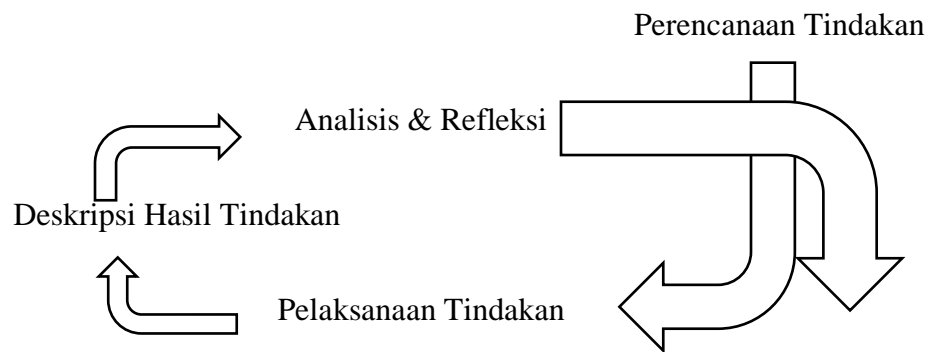 Perencanaan Tindakan
Analisis & Refleksi
Deskripsi Hasil Tindakan
Pelaksanaan Tindakan